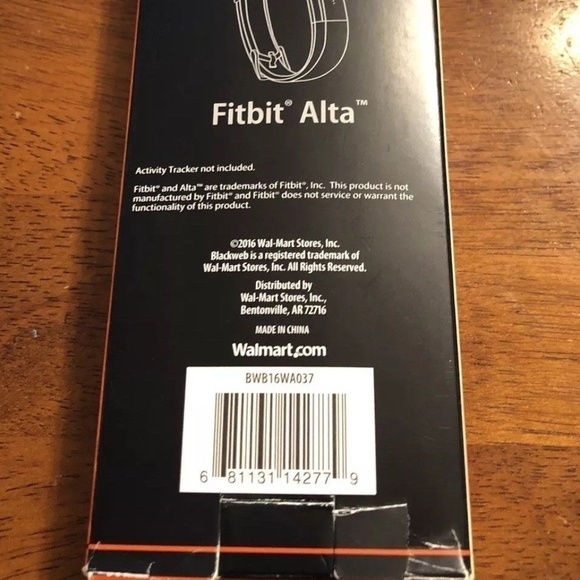 Fitbit® Alta™
Activity Tracker not included.
Fitbit® and Alta™ are trademarks of Fitbit®, Inc. This product is not
manufactured by Fitbit® and Fitbit® does not service or warrant the
functionality of this product.
©2016 Wal-Mart Stores, Inc.
Blackweb is a registered trademark of
Wal-Mart Stores, Inc. All Rights Reserved.
Distributed by
Wal-Mart Stores, Inc.,
Bentonville, AR 72716
MADE IN CHINA
Walmart.com
BWB16WA037
6 81131 14277 9